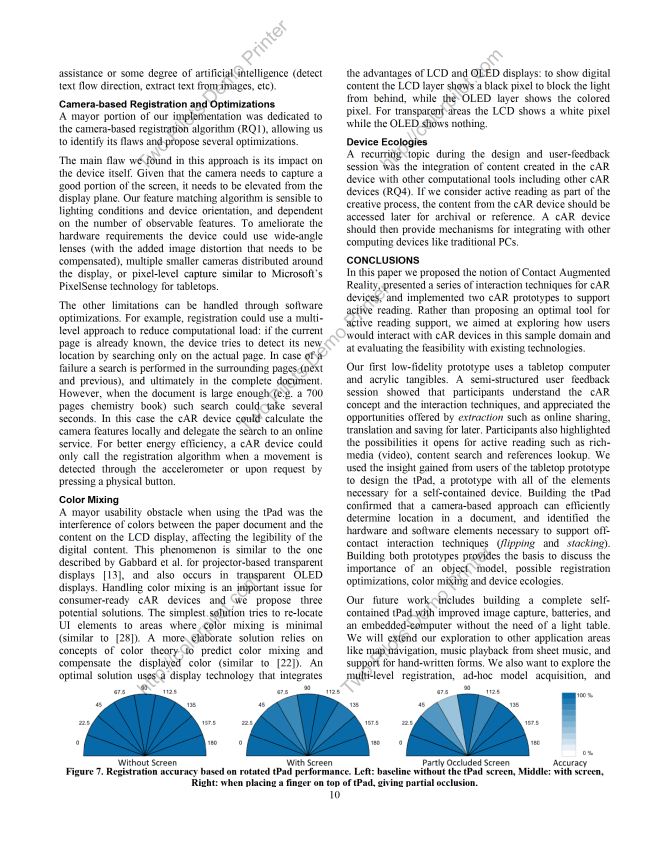 assistance or some degree of artificial intelligence (detect
text flow direction, extract text from images, etc).
Camera-based Registration and Optimizations
A mayor portion of our implementation was dedicated to
the camera-based registration algorithm (RQ1), allowing us
to identify its flaws and propose several optimizations.
The main flaw we found in this approach is its impact on
the device itself. Given that the camera needs to capture a
good portion of the screen, it needs to be elevated from the
display plane. Our feature matching algorithm is sensible to
lighting conditions and device orientation, and dependent
on the number of observable features. To ameliorate the
hardware requirements the device could use wide-angle
lenses (with the added image distortion that needs to be
compensated), multiple smaller cameras distributed around
the display, or pixel-level capture similar to Microsoft's
PixelSense technology for tabletops.
The other limitations can be handled through software
optimizations. For example, registration could use a multi-
level approach to reduce computational load: if the current
page is already known, the device tries to detect its new
location by searching only on the actual page. In case of a
failure a search is performed in the surrounding pages (next
and previous), and ultimately in the complete document.
However, when the document is large enough (e.g. a 700
pages chemistry book) such search could take several
seconds. In this case the cAR device could calculate the
camera features locally and delegate the search to an online
service. For better energy efficiency, a cAR device could
only call the registration algorithm when a movement is
detected through the accelerometer or upon request by
pressing a physical button.
Color Mixing
A mayor usability obstacle when using the tPad was the
interference of colors between the paper document and the
content on the LCD display, affecting the legibility of the
digital content. This phenomenon is similar to the one
described by Gabbard et al. for projector-based transparent
displays [13], and also occurs in transparent OLED
displays. Handling color mixing is an important issue for
consumer-ready cAR devices and we propose three
potential solutions. The simplest solution tries to re-locate
UI elements to areas where color mixing is minimal
(similar to [28]). A more elaborate solution relies on
concepts of color theory to predict color mixing and
compensate the displayed color (similar to [22]). An
optimal solution uses a display technology that integrates
the advantages of LCD and OLED displays: to show digital
content the LCD layer shows a black pixel to block the light
from behind, while the OLED layer shows the colored
pixel. For transparent areas the LCD shows a white pixel
while the OLED shows nothing.
Device Ecologies
A recurring topic during the design and user-feedback
session was the integration of content created in the cAR
device with other computational tools including other cAR
devices (RQ4). If we consider active reading as part of the
creative process, the content from the cAR device should be
accessed later for archival or reference. A cAR device
should then provide mechanisms for integrating with other
computing devices like traditional PCs.
CONCLUSIONS
In this paper we proposed the notion of Contact Augmented
Reality, presented a series of interaction techniques for cAR
devices, and implemented two cAR prototypes to support
active reading. Rather than proposing an optimal tool for
active reading support, we aimed at exploring how users
would interact with cAR devices in this sample domain and
at evaluating the feasibility with existing technologies.
Our first low-fidelity prototype uses a tabletop computer
and acrylic tangibles. A semi-structured user feedback
session showed that participants understand the cAR
concept and the interaction techniques, and appreciated the
opportunities offered by extraction such as online sharing,
translation and saving for later. Participants also highlighted
the possibilities it opens for active reading such as rich-
media (video), content search and references lookup. We
used the insight gained from users of the tabletop prototype
to design the tPad, a prototype with all of the elements
necessary for a self-contained device. Building the tPad
confirmed that a camera-based approach can efficiently
determine location in a document, and identified the
hardware and software elements necessary to support off-
contact interaction techniques (flipping and stacking).
Building both prototypes provides the basis to discuss the
importance of an object model, possible registration
optimizations, color mixing and device ecologies.
Our future work includes building a complete self-
contained tPad with improved image capture, batteries, and
an embedded-computer without the need of a light table.
We will extend our exploration to other application areas
like map navigation, music playback from sheet music, and
support for hand-written forms. We also want to explore the
multi-level registration, ad-hoc model acquisition, and
0 22.5 45 67.5 90 112.5 135 157.5 180
Without Screen
0 22.5 45 67.5 90 112.5 135 157.5 180
With Screen
0 22.5 45 67.5 90 112.5 135 157.5 180
Partly Occluded Screen
100 %
0 %
Accuracy
Figure 7. Registration accuracy based on rotated tPad performance. Left: baseline without the tPad screen, Middle: with screen,
Right: when placing a finger on top of tPad, giving partial occlusion.
10